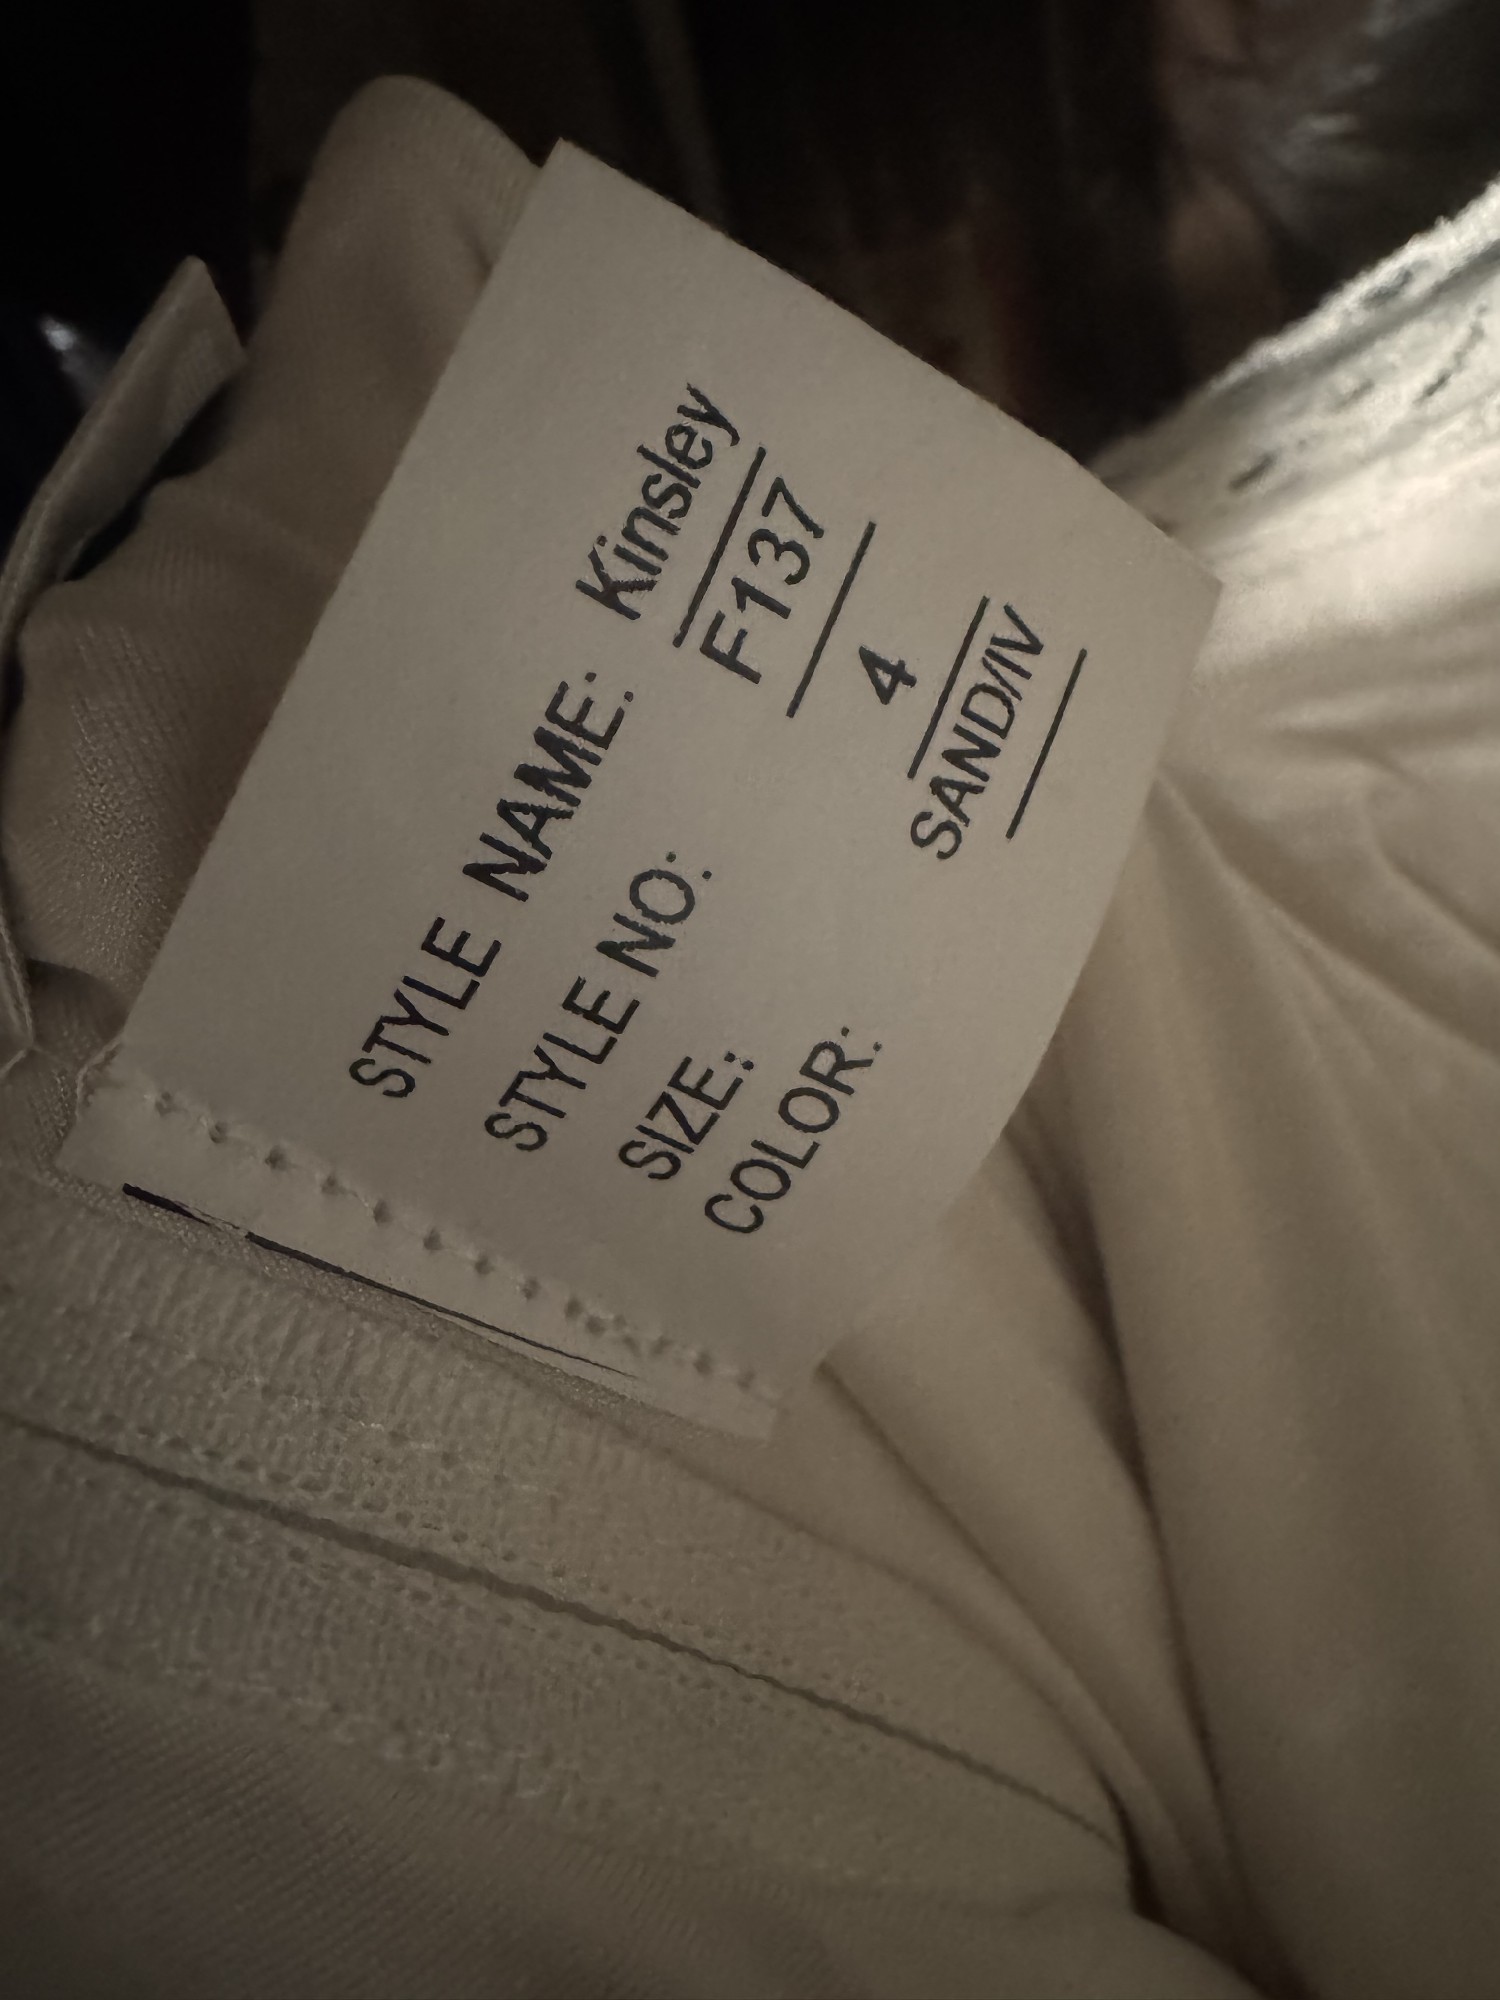 STYLE NAME: Kinsley
STYLE NO: F137
SIZE: 4
COLOR: SAND/IV